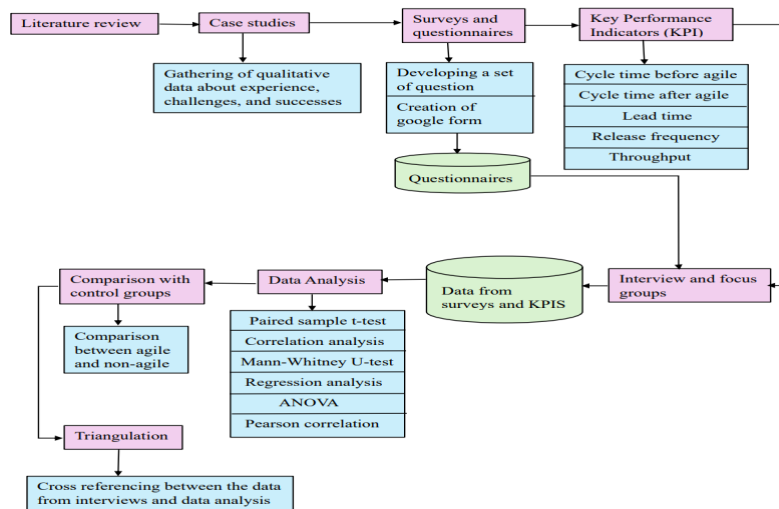 Literature review
Case studies
Surveys and
questionnaires
Key Performance
Indicators (KPI)
Gathering of qualitative
data about experience,
challenges, and successes
Developing a set
of question
Creation of
google form
Cycle time before agile
Cycle time after agile
Lead time
Release frequency
Throughput
Questionnaires
Comparison with
control groups
Data Analysis
Data from
surveys and KPIS
Interview and focus
groups
Comparison
between agile
and non-agile
Paired sample t-test
Correlation analysis
Mann-Whitney U-test
Regression analysis
ANOVA
Pearson correlation
Triangulation
Cross referencing between the data
from interviews and data analysis